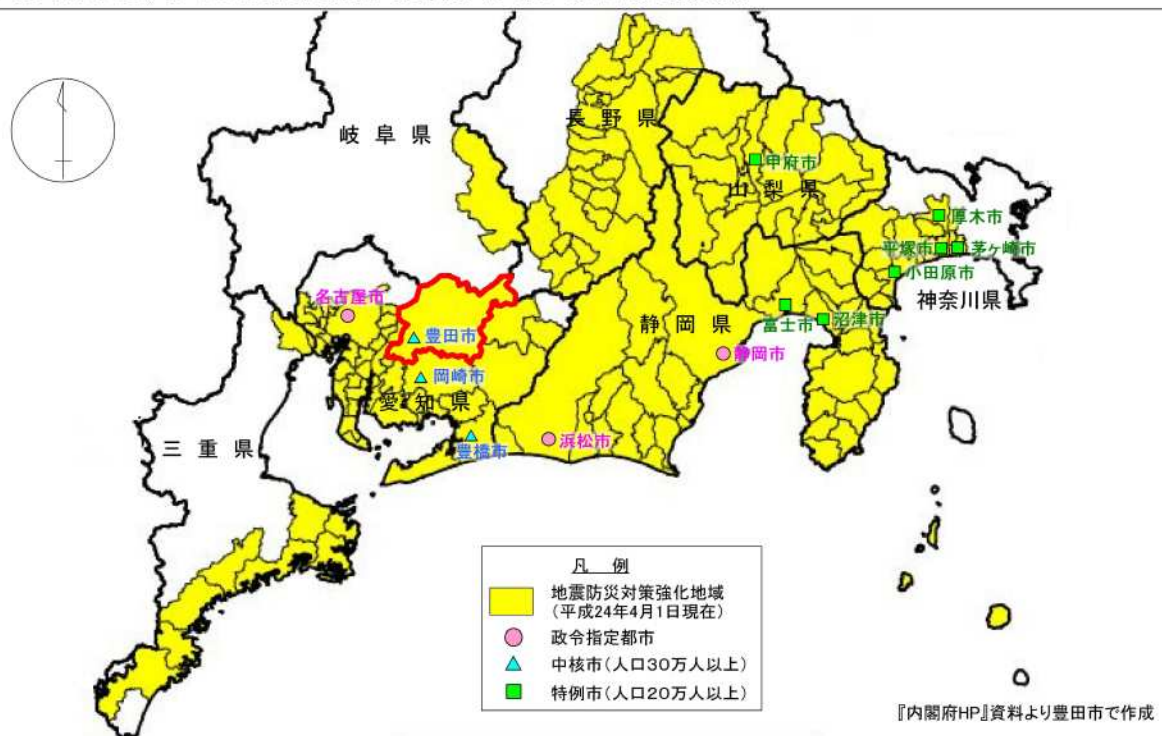 岐阜県
長野県
甲府市
山梨県
厚木市
平塚市
茅ヶ崎市
小田原市
神奈川県
名古屋市
豊田市
静岡県
富士市
沼津市
静岡市
岡崎市
愛知県
豊橋市
浜松市
三重県
凡 例
地震防災対策強化地域
(平成24年4月1日現在)
政令指定都市
中核市(人口30万人以上)
特例市(人口20万人以上)
『内閣府HP』資料より豊田市で作成